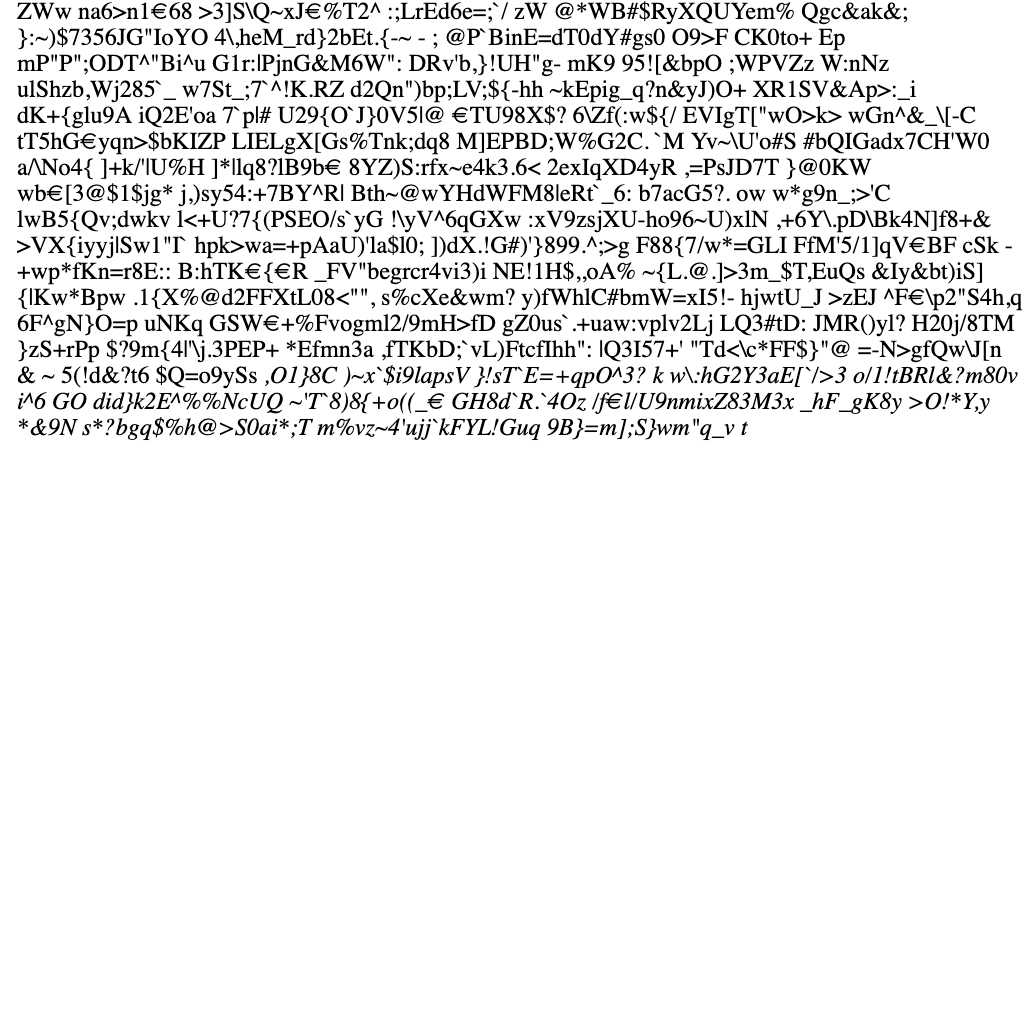 ZWw na6>n1€68 >3]S\Q~xJ€%T2^ :;LrEd6e=;`/ zW @*WB#$RyXQUYem% Qgc&ak&;
}:~)$7356JG"IoYO 4\,heM_rd}2bEt.{-~ - ; @P`BinE=dT0dY#gs0 O9>F CK0to+ Ep
mP"P";ODT^"Bi^u G1r:|PjnG&M6W": DRv'b,}!UH"g- mK9 95![&bpO ;WPVZz W:nNz
ulShzb,Wj285`_ w7St_;7`^!K.RZ d2Qn")bp;LV;${-hh ~kEpig_q?n&yJ)O+ XR1SV&Ap>:_i
dK+{glu9A iQ2E'oa 7`p|# U29{O`J}0V5|@ €TU98X$? 6\Zf(:w${/ EVIgT["wO>k> wGn^&_\[-C
tT5hG€yqn>$bKIZP LIELgX[Gs%Tnk;dq8 M]EPBD;W%G2C. `M Yv~\U'o#S #bQIGadx7CH'W0
a/\No4{ ]+k/'|U%H ]*|lq8?lB9b€ 8YZ)S:rfx~e4k3.6< 2exIqXD4yR ,=PsJD7T }@0KW
wb€[3@$1$jg* j,)sy54:+7BY^R| Bth~@wYHdWFM8|eRt`_6: b7acG5?. ow w*g9n_;>'C
lwB5{Qv;dwkv l<+U?7{(PSEO/s`yG !\yV^6qGXw :xV9zsjXU-ho96~U)xlN ,+6Y\.pD\Bk4N]f8+&
>VX{iyyj|Sw1"I` hpk>wa=+pAaU)'la$l0; ])dX.!G#)'}899.^;>g F88{7/w*=GLI FfM'5/1]qV€BF cSk -
+wp*fKn=r8E:: B:hTK€{€R _FV"begrcr4vi3)i NE!1H$,,oA% ~{L.@.]>3m_$T,EuQs &Iy&bt)iS]
{|Kw*Bpw .1{X%@d2FFXtL08<"", s%cXe&wm? y)fWhlC#bmW=xI5!- hjwtU_J >zEJ ^F€\p2"S4h,q
6F^gN}O=p uNKq GSW€+%Fvogml2/9mH>fD gZ0us`.+uaw:vplv2Lj LQ3#tD: JMR()yl? H20j/8TM
}zS+rPp $?9m{4|"\j.3PEP+ *Efmn3a ,fTKbD;`vL)FtcfIhh": |Q3I57+' "Td<\c*FF$}"@ =-N>gfQw\J[n
& ~ 5(!d&?t6 $Q=o9ySs ,O1}8C )~x`$i9lapsV }!sT`E=+qpO^3? k w\:hG2Y3aE[`/>3 o/1!tBRl&?m80v
i^6 GO did}k2E^%%NcUQ ~'T`8)8{+o((_€ GH8d`R.`4Oz /f€l/U9nmixZ83M3x _hF_gK8y >O!*Y,y
*&9N s*?bgq$%h@>S0ai*;T m%vz~4'ujj`kFYL!Guq 9B}=m];S}wm"q_v t